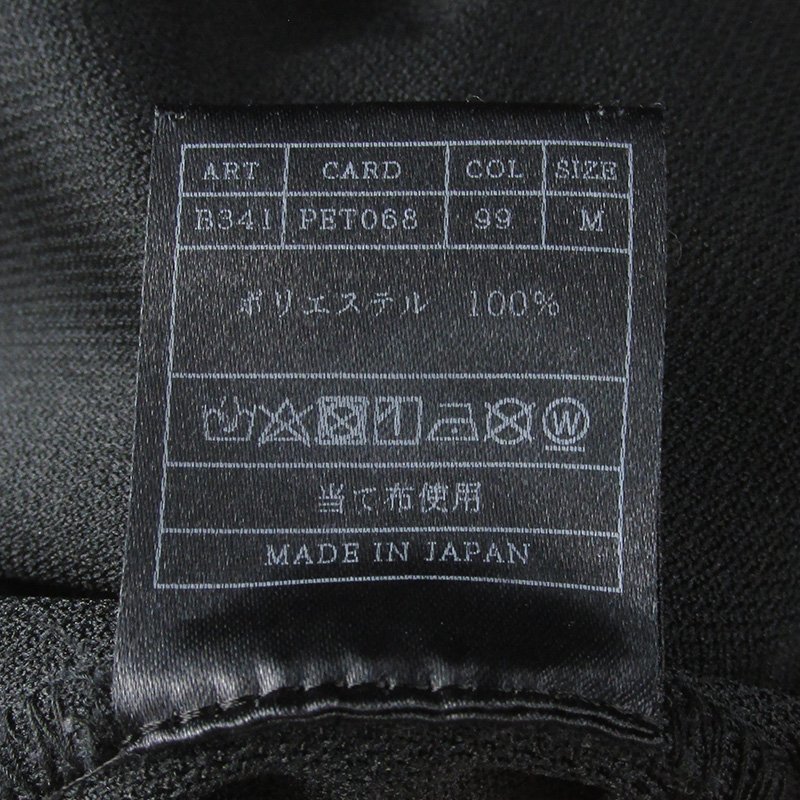 ART CARD COL SIZE
B341 PET068 99 M
ポリエステル 100%
W
当て布使用
MADE IN JAPAN